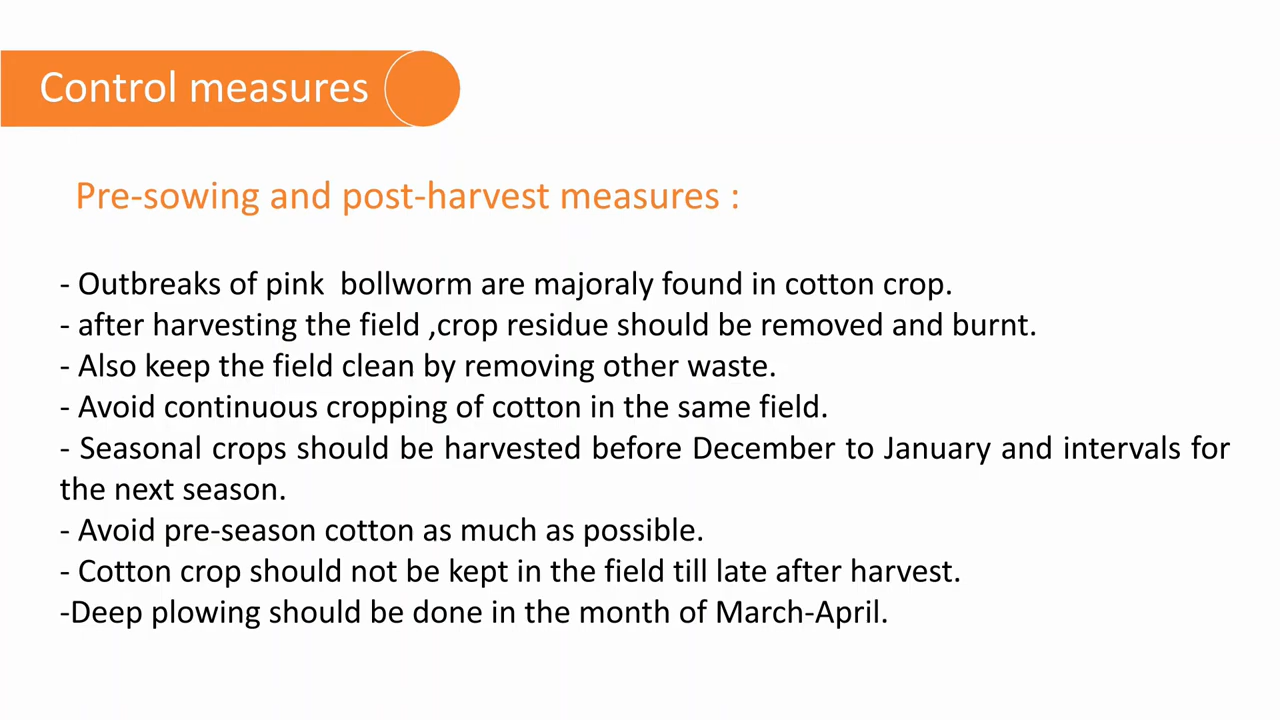 Control measures
Pre-sowing and post-harvest measures :
- Outbreaks of pink  bollworm are majoraly found in cotton crop.
- after harvesting the field ,crop residue should be removed and burnt.
- Also keep the field clean by removing other waste.
- Avoid continuous cropping of cotton in the same field.
- Seasonal crops should be harvested before December to January and intervals for
the next season.
- Avoid pre-season cotton as much as possible.
- Cotton crop should not be kept in the field till late after harvest.
-Deep plowing should be done in the month of March-April.